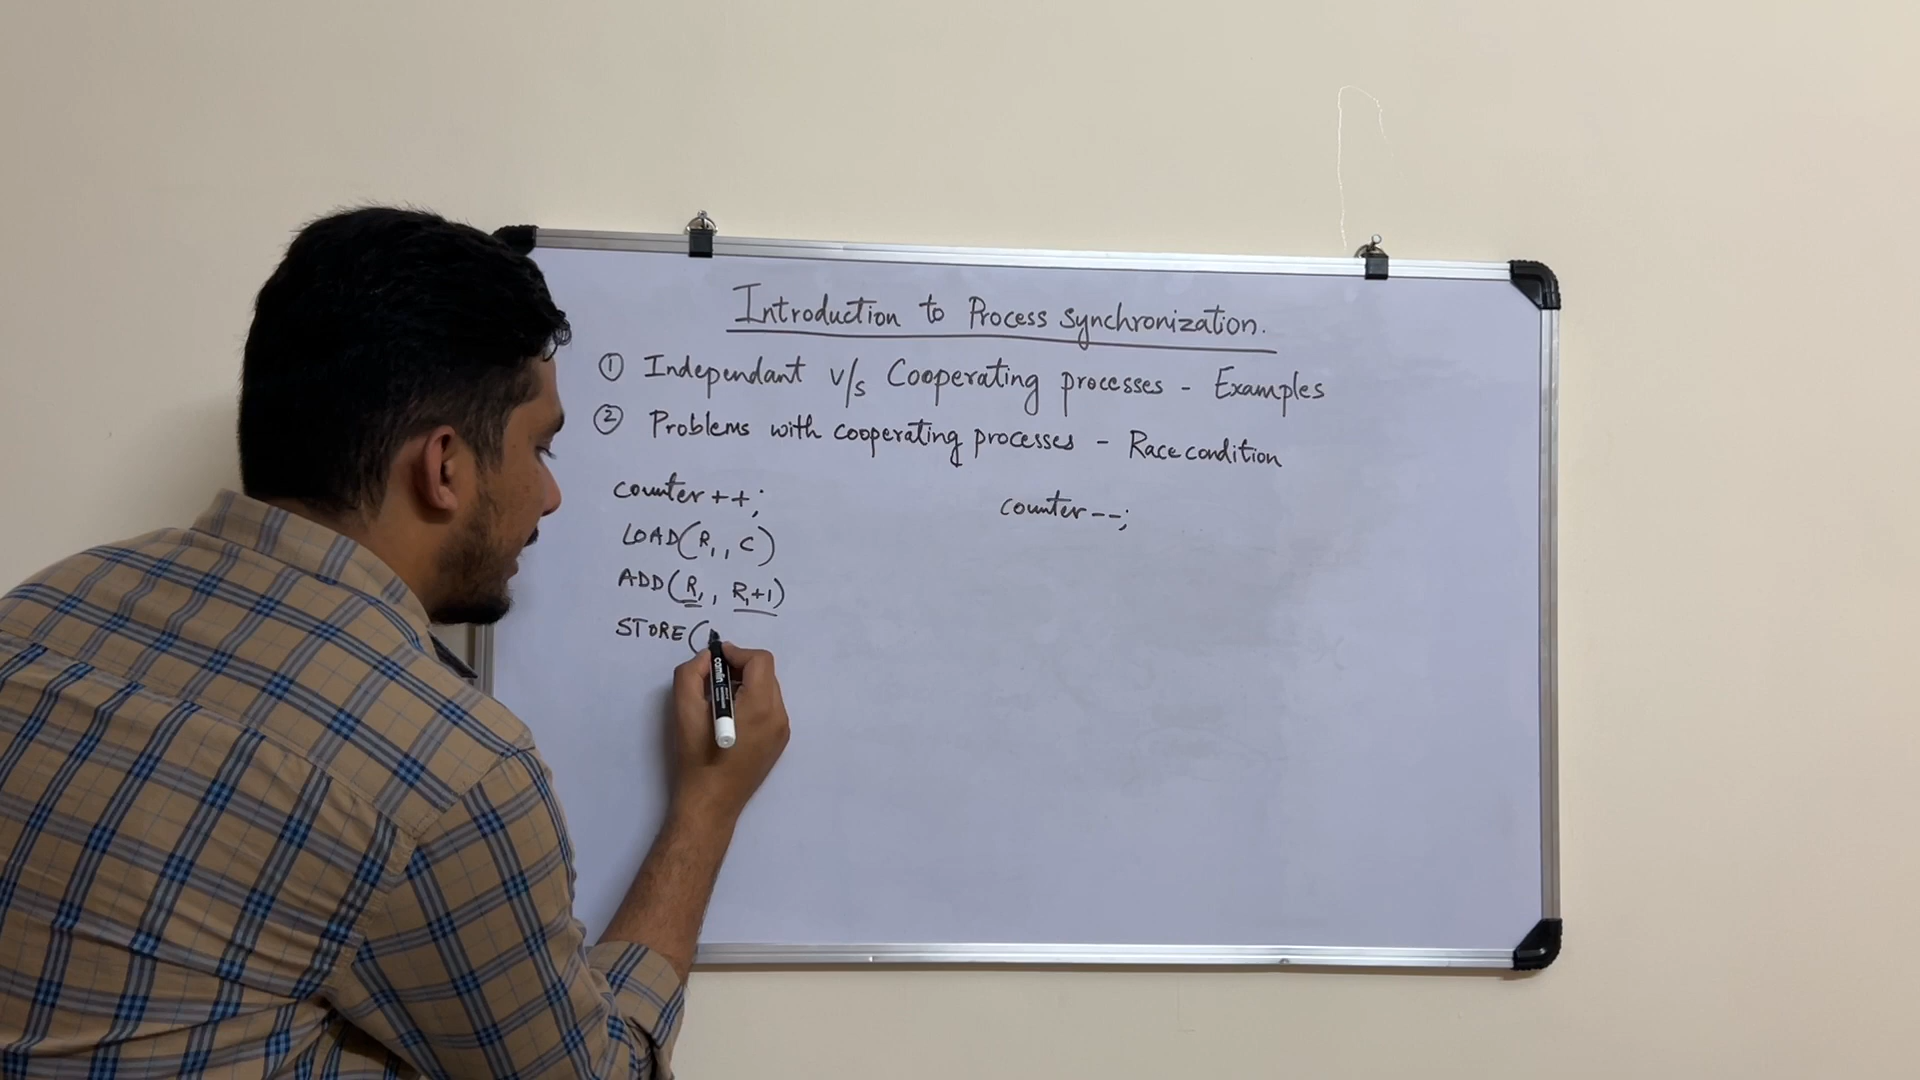 Introduction to Process synchronization.
① Independant v/s Cooperating processes - Examples
② Problems with cooperating processes - Race condition
counter++;
counter--;
LOAD(R₁, C)
ADD(R₁, R₁+1)
STORE(
camlin